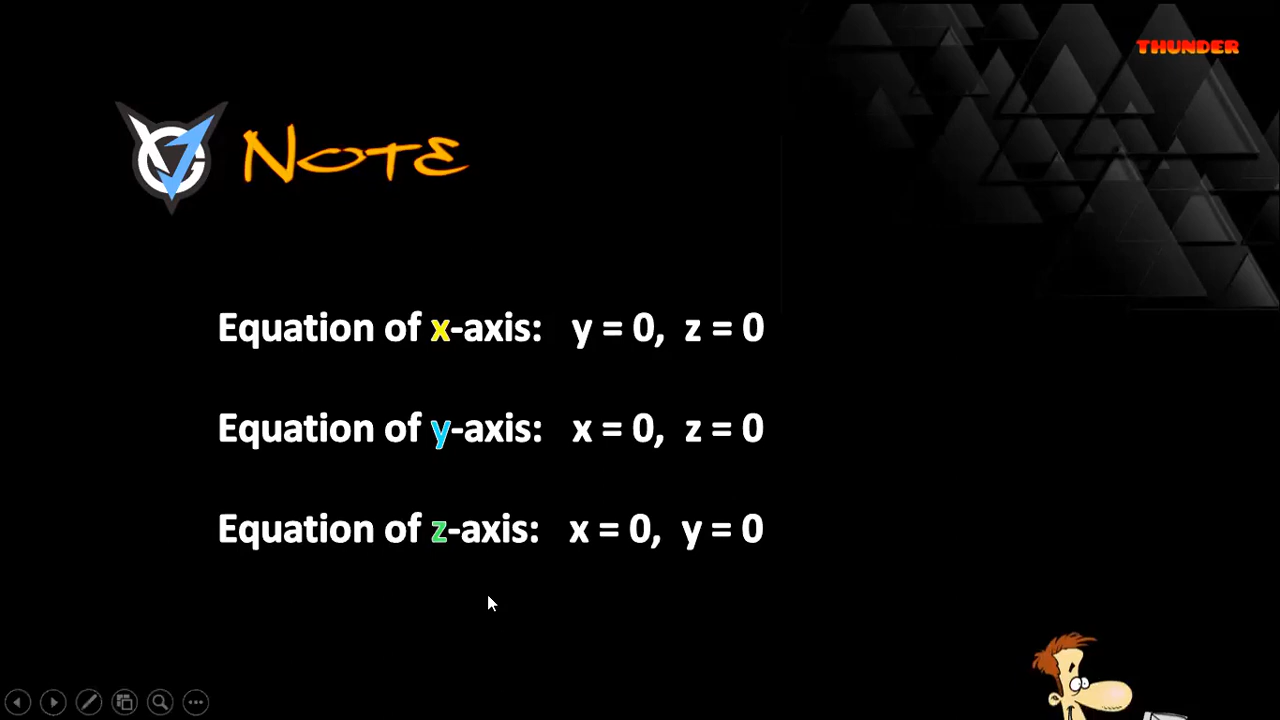 THUNDER
NOTE
Equation of x-axis: y = 0, z = 0
Equation of y-axis: x = 0, z = 0
Equation of z-axis: x = 0, y = 0